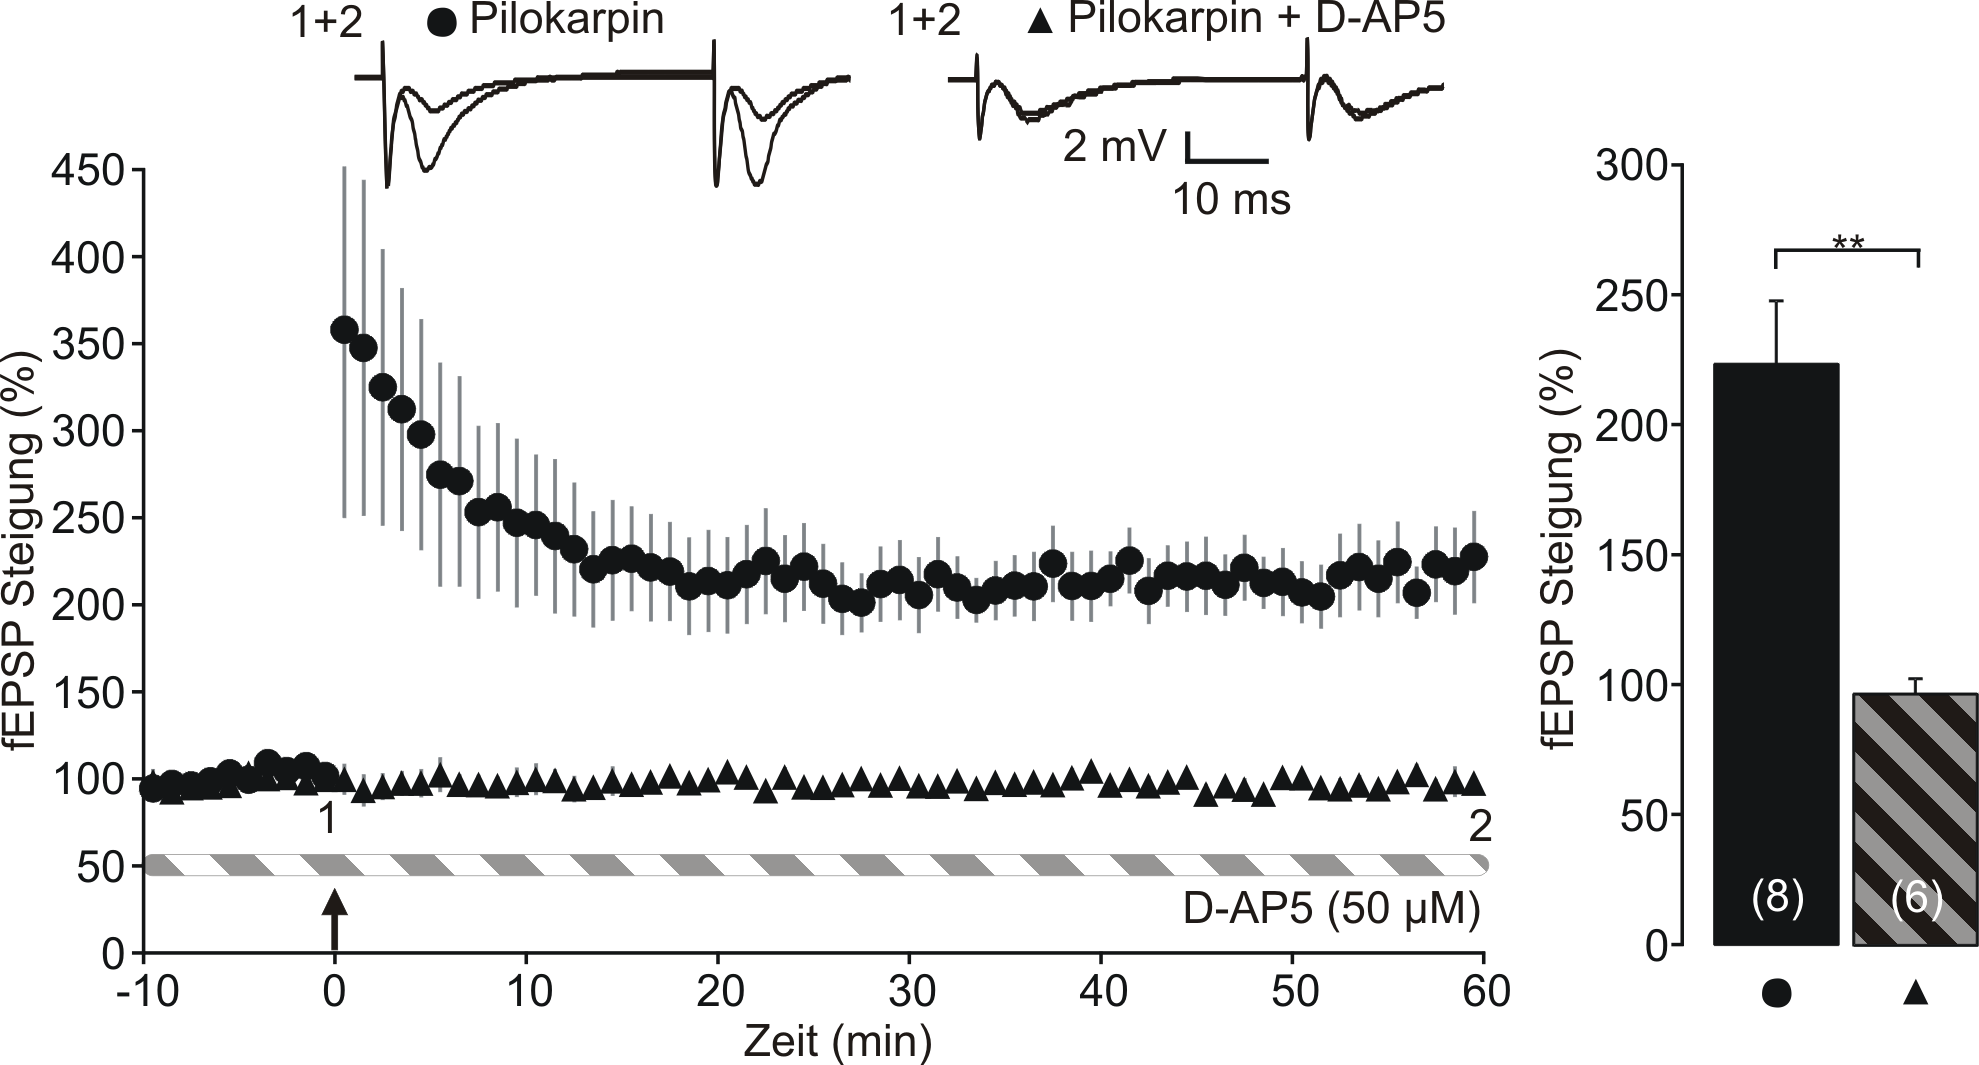 1+2 ● Pilokarpin
1+2 ▲ Pilokarpin + D-AP5
2 mV
10 ms
fEPSP Steigung (%)
450
400
350
300
250
200
150
100
50
0
1
2
D-AP5 (50 µM)
-10 0 10 20 30 40 50 60
Zeit (min)
fEPSP Steigung (%)
300
250
200
150
100
50
0
**
(8) (6)
● ▲